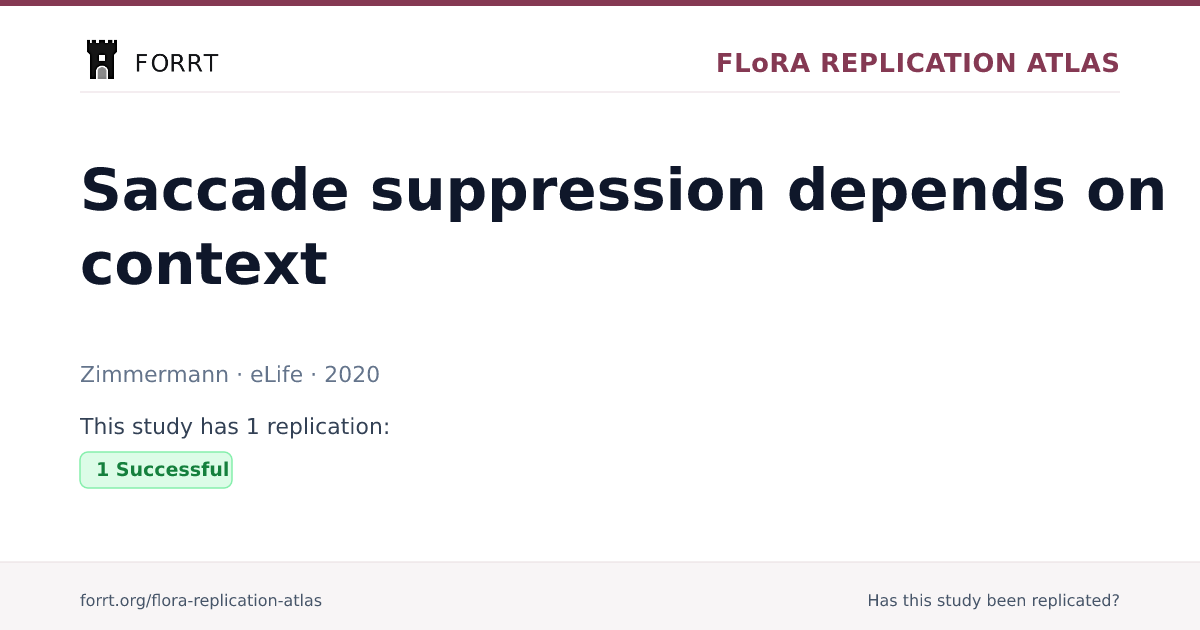 FORRT
FLoRA REPLICATION ATLAS
Saccade suppression depends on
context
Zimmermann · eLife · 2020
This study has 1 replication:
1 Successful
forrt.org/flora-replication-atlas
Has this study been replicated?